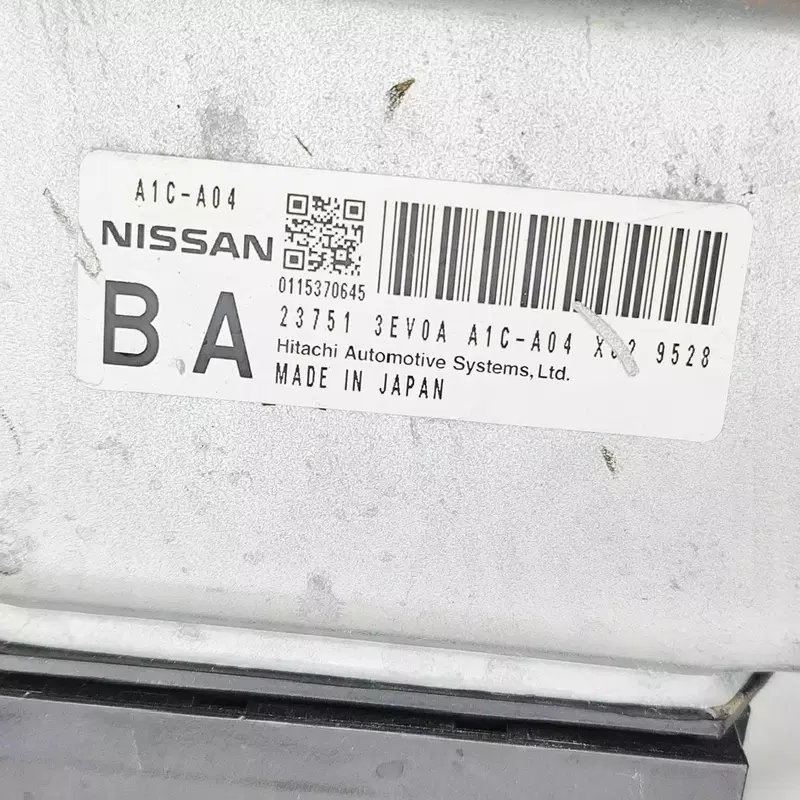 A1C-A04
NISSAN
0115370645
BA
23751 3EV0A A1C-A04 9528
Hitachi Automotive Systems, Ltd.
MADE IN JAPAN